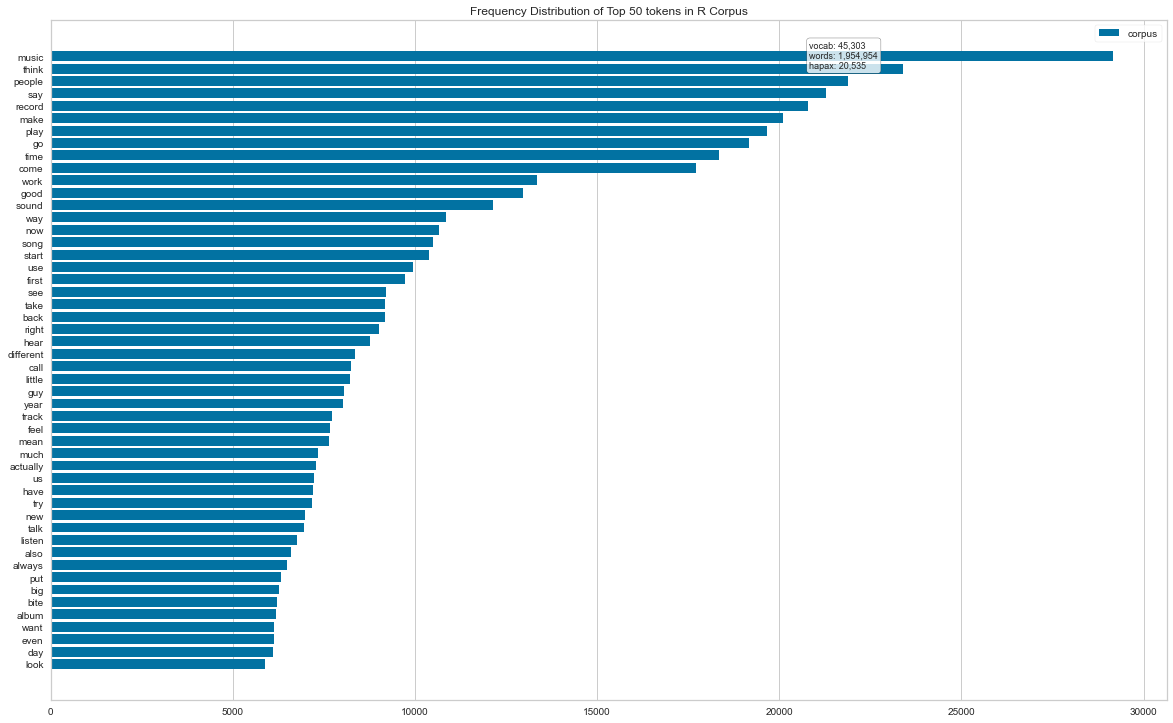 Frequency Distribution of Top 50 tokens in R Corpus
corpus
vocab: 45,303
words: 1,954,954
hapax: 20,535
music
think
people
say
record
make
play
go
time
come
work
good
sound
way
now
song
start
use
first
see
take
back
right
hear
different
call
little
guy
year
track
feel
mean
much
actually
us
have
try
new
talk
listen
also
always
put
big
bite
album
want
even
day
look
0 5000 10000 15000 20000 25000 30000